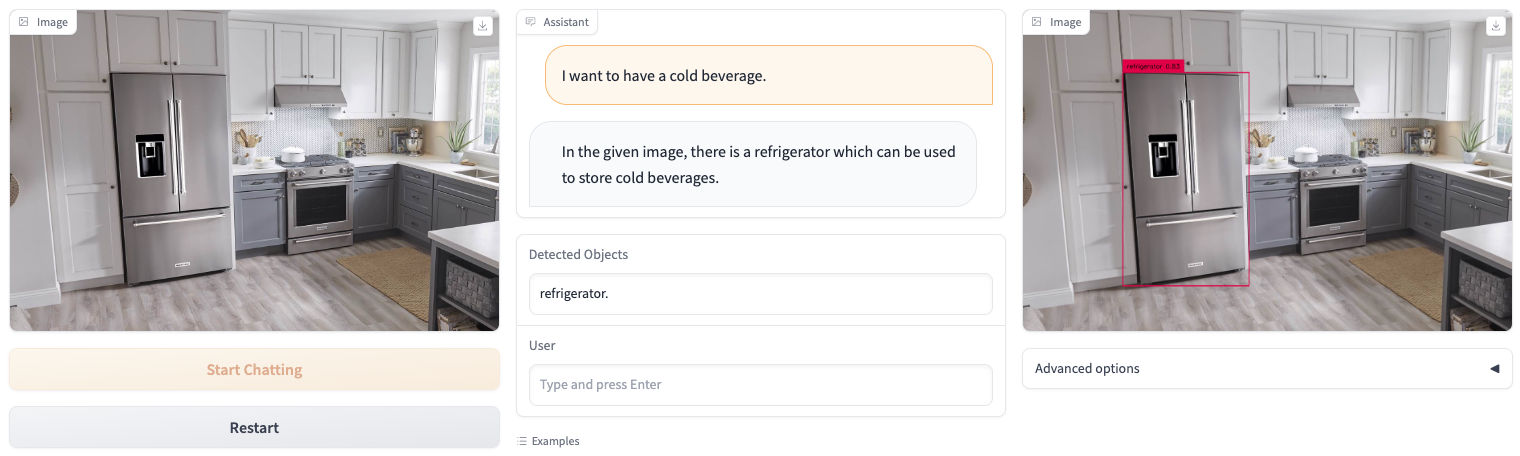 Image
Assistant
I want to have a cold beverage.
In the given image, there is a refrigerator which can be used
to store cold beverages.
Detected Objects
refrigerator.
User
Type and press Enter
Examples
Start Chatting
Restart
Image
refrigerator 0.83
Advanced options